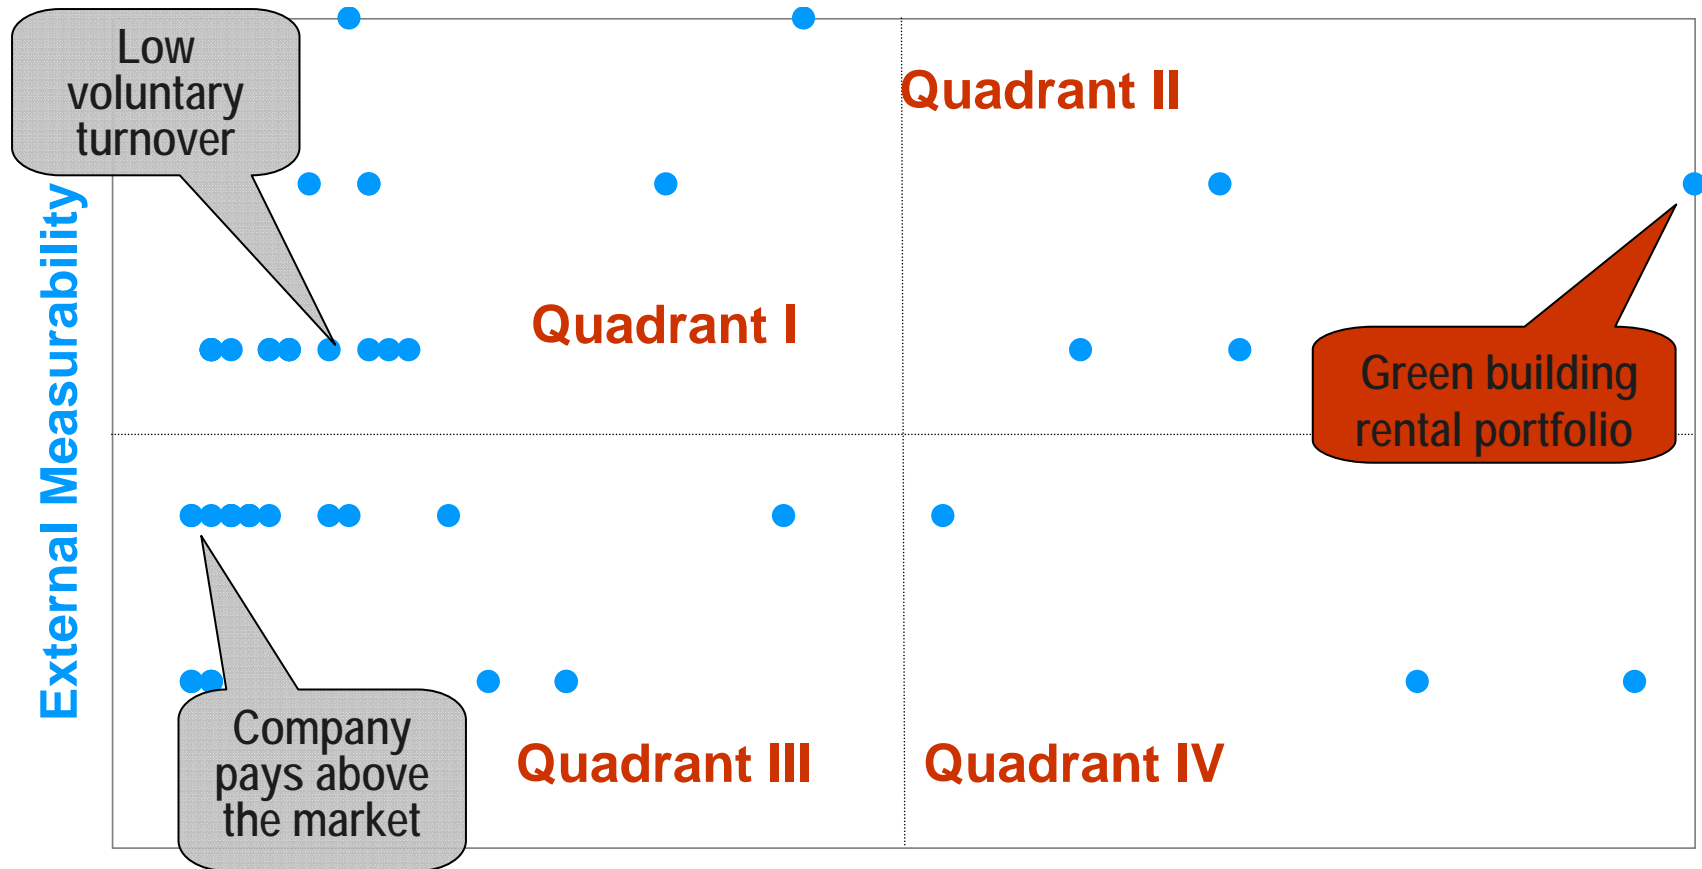 Low
voluntary
turnover
Quadrant II
External Measurability
Quadrant I
Green building
rental portfolio
Company
pays above
the market
Quadrant III
Quadrant IV